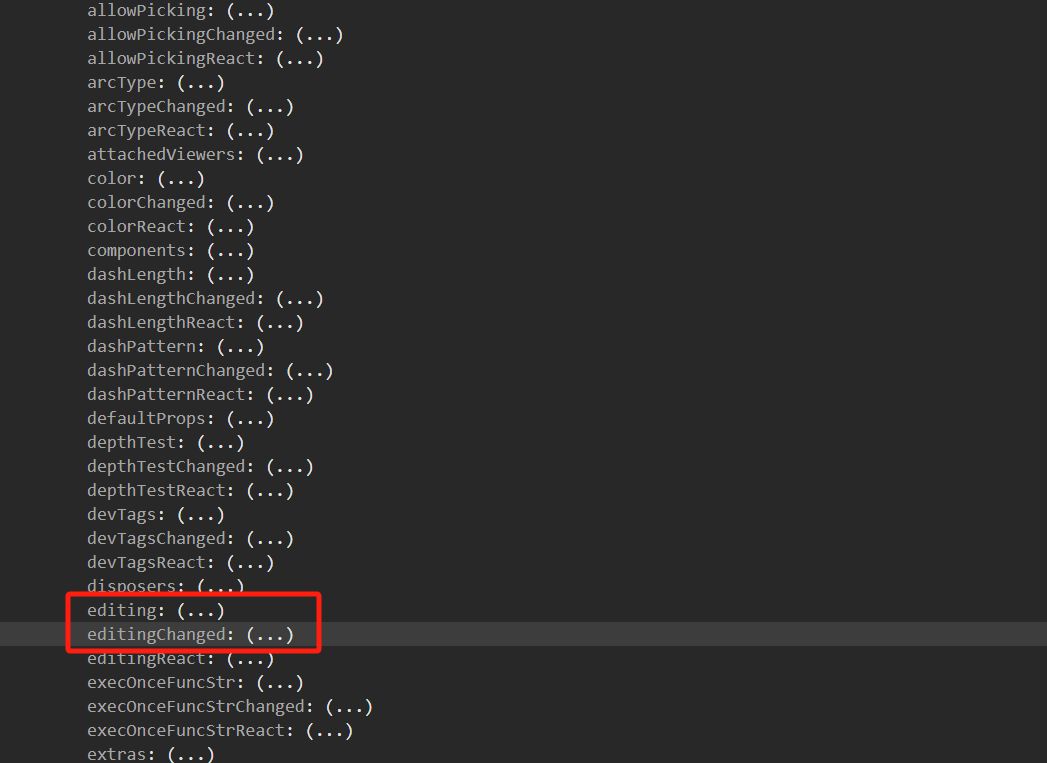 allowPicking: (...)
allowPickingChanged: (...)
allowPickingReact: (...)
arcType: (...)
arcTypeChanged: (...)
arcTypeReact: (...)
attachedViewers: (...)
color: (...)
colorChanged: (...)
colorReact: (...)
components: (...)
dashLength: (...)
dashLengthChanged: (...)
dashLengthReact: (...)
dashPattern: (...)
dashPatternChanged: (...)
dashPatternReact: (...)
defaultProps: (...)
depthTest: (...)
depthTestChanged: (...)
depthTestReact: (...)
devTags: (...)
devTagsChanged: (...)
devTagsReact: (...)
disposers: (...)
editing: (...)
editingChanged: (...)
editingReact: (...)
execOnceFuncStr: (...)
execOnceFuncStrChanged: (...)
execOnceFuncStrReact: (...)
extras: (...)